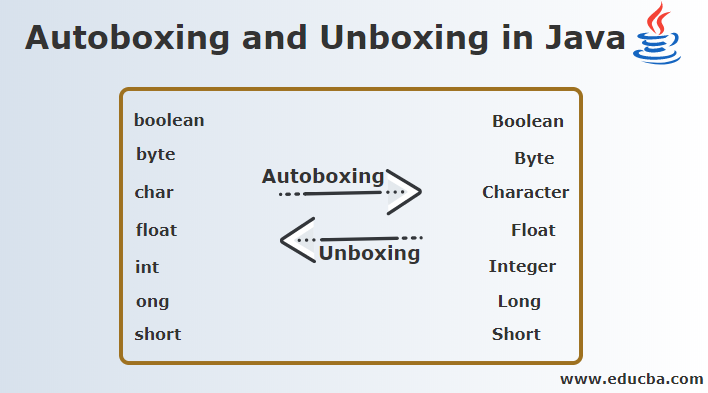 Autoboxing and Unboxing in Java
boolean Boolean
byte Byte
Autoboxing
char Character
float Float
Unboxing
int Integer
ong Long
short Short
www.educba.com